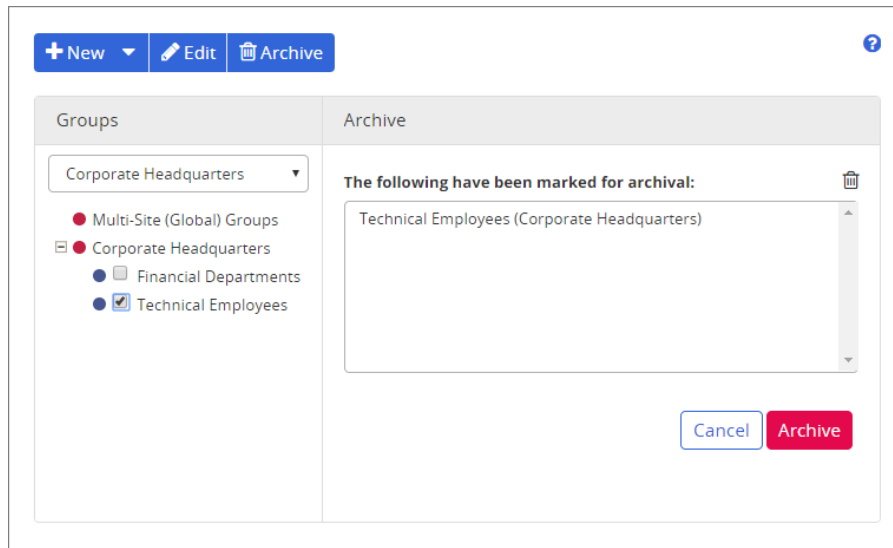 New Edit Archive ?
Groups
Archive
Corporate Headquarters
Multi-Site (Global) Groups
Corporate Headquarters
Financial Departments
Technical Employees
The following have been marked for archival:
Technical Employees (Corporate Headquarters)
Cancel Archive